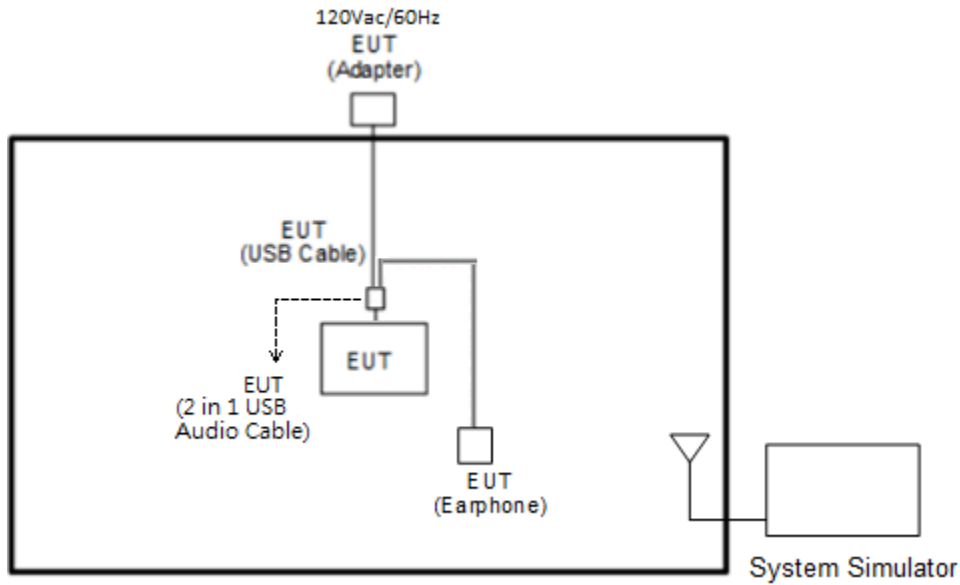 120Vac/60Hz
EUT
(Adapter)
EUT
(USB Cable)
EUT
EUT
(2 in 1 USB
Audio Cable)
EUT
(Earphone)
System Simulator